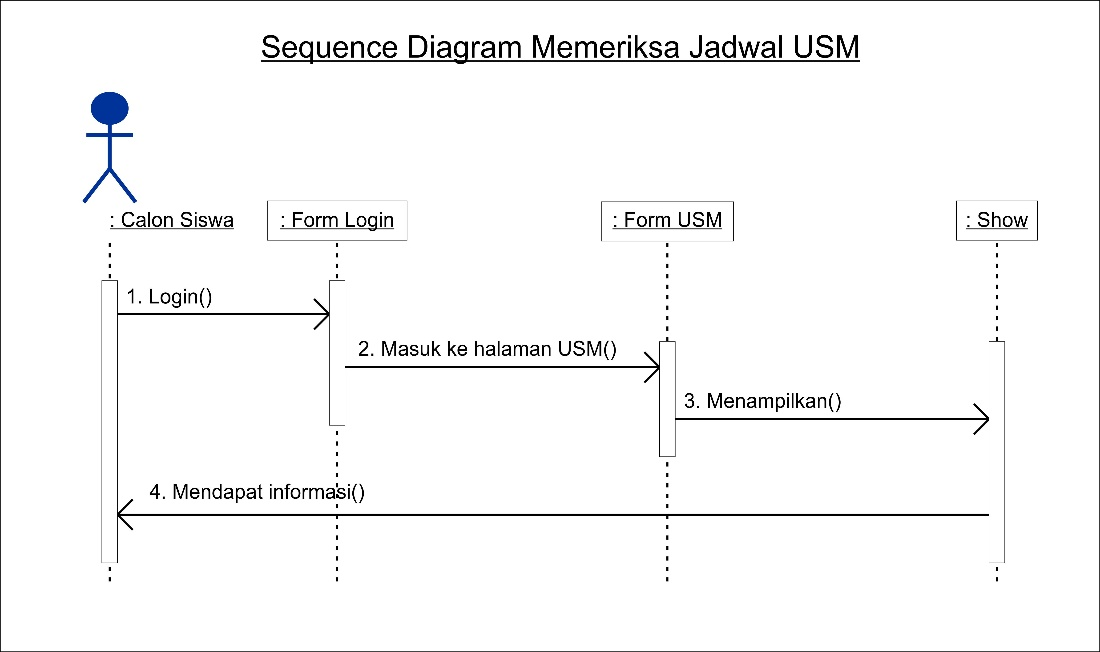 Sequence Diagram Memeriksa Jadwal USM
: Calon Siswa
: Form Login
: Form USM
: Show
1. Login()
2. Masuk ke halaman USM()
3. Menampilkan()
4. Mendapat informasi()